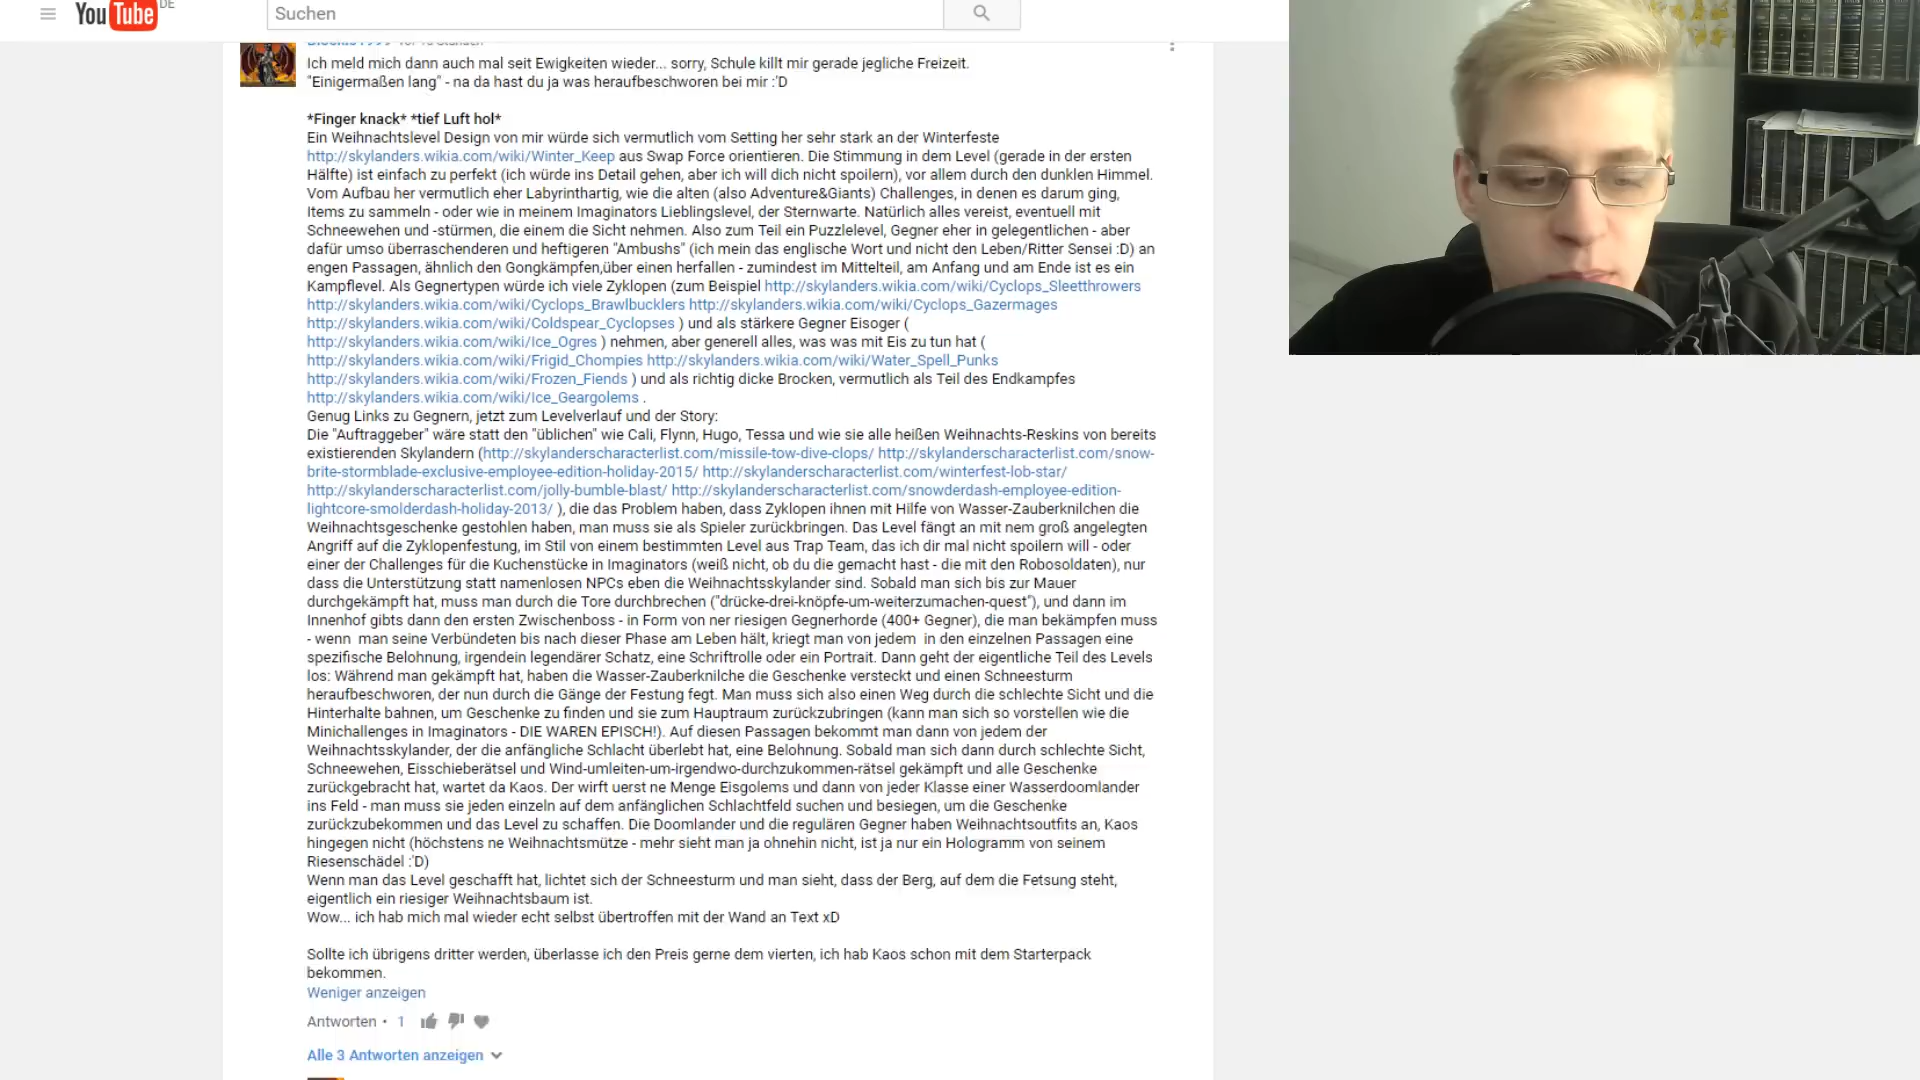 YouTube DE
Suchen
Ich meld mich dann auch mal seit Ewigkeiten wieder... sorry, Schule killt mir gerade jegliche Freizeit.
"Einigermaßen lang" - na da hast du ja was heraufbeschworen bei mir :'D
*Finger knack* *tief Luft hol*
Ein Weihnachtslevel Design von mir würde sich vermutlich vom Setting her sehr stark an der Winterfeste
http://skylanders.wikia.com/wiki/Winter_Keep aus Swap Force orientieren. Die Stimmung in dem Level (gerade in der ersten
Hälfte) ist einfach zu perfekt (ich würde ins Detail gehen, aber ich will dich nicht spoilern), vor allem durch den dunklen Himmel.
Vom Aufbau her vermutlich eher Labyrinthartig, wie die alten (also Adventure&Giants) Challenges, in denen es darum ging,
Items zu sammeln - oder wie in meinem Imaginators Lieblingslevel, der Sternwarte. Natürlich alles vereist, eventuell mit
Schneewehen und -stürmen, die einem die Sicht nehmen. Also zum Teil ein Puzzlelevel, Gegner eher in gelegentlichen - aber
dafür umso überraschenderen und heftigeren "Ambushs" (ich mein das englische Wort und nicht den Leben/Ritter Sensei :D) an
engen Passagen, ähnlich den Gongkämpfen,über einen herfallen - zumindest im Mittelteil, am Anfang und am Ende ist es ein
Kampflevel. Als Gegnertypen würde ich viele Zyklopen (zum Beispiel http://skylanders.wikia.com/wiki/Cyclops_Sleetthrowers
http://skylanders.wikia.com/wiki/Cyclops_Brawlbucklers http://skylanders.wikia.com/wiki/Cyclops_Gazermages
http://skylanders.wikia.com/wiki/Coldspear_Cyclopses ) und als stärkere Gegner Eisoger (
http://skylanders.wikia.com/wiki/Ice_Ogres ) nehmen, aber generell alles, was was mit Eis zu tun hat (
http://skylanders.wikia.com/wiki/Frigid_Chompies http://skylanders.wikia.com/wiki/Water_Spell_Punks
http://skylanders.wikia.com/wiki/Frozen_Fiends ) und als richtig dicke Brocken, vermutlich als Teil des Endkampfes
http://skylanders.wikia.com/wiki/Ice_Geargolems .
Genug Links zu Gegnern, jetzt zum Levelverlauf und der Story:
Die "Auftraggeber" wäre statt den "üblichen" wie Cali, Flynn, Hugo, Tessa und wie sie alle heißen Weihnachts-Reskins von bereits
existierenden Skylandern (http://skylanderscharacterlist.com/missile-tow-dive-clops/ http://skylanderscharacterlist.com/snow-
brite-stormblade-exclusive-employee-edition-holiday-2015/ http://skylanderscharacterlist.com/winterfest-lob-star/
http://skylanderscharacterlist.com/jolly-bumble-blast/ http://skylanderscharacterlist.com/snowderdash-employee-edition-
lightcore-smolderdash-holiday-2013/ ), die das Problem haben, dass Zyklopen ihnen mit Hilfe von Wasser-Zauberknilchen die
Weihnachtsgeschenke gestohlen haben, man muss sie als Spieler zurückbringen. Das Level fängt an mit nem groß angelegten
Angriff auf die Zyklopenfestung, im Stil von einem bestimmten Level aus Trap Team, das ich dir mal nicht spoilern will - oder
einer der Challenges für die Kuchenstücke in Imaginators (weiß nicht, ob du die gemacht hast - die mit den Robosoldaten), nur
dass die Unterstützung statt namenlosen NPCs eben die Weihnachtsskylander sind. Sobald man sich bis zur Mauer
durchgekämpft hat, muss man durch die Tore durchbrechen ("drücke-drei-knöpfe-um-weiterzumachen-quest"), und dann im
Innenhof gibts dann den ersten Zwischenboss - in Form von ner riesigen Gegnerhorde (400+ Gegner), die man bekämpfen muss
- wenn man seine Verbündeten bis nach dieser Phase am Leben hält, kriegt man von jedem in den einzelnen Passagen eine
spezifische Belohnung, irgendein legendärer Schatz, eine Schriftrolle oder ein Portrait. Dann geht der eigentliche Teil des Levels
los: Während man gekämpft hat, haben die Wasser-Zauberknilche die Geschenke versteckt und einen Schneesturm
heraufbeschworen, der nun durch die Gänge der Festung fegt. Man muss sich also einen Weg durch die schlechte Sicht und die
Hinterhalte bahnen, um Geschenke zu finden und sie zum Hauptraum zurückzubringen (kann man sich so vorstellen wie die
Minichallenges in Imaginators - DIE WAREN EPISCH!). Auf diesen Passagen bekommt man dann von jedem der
Weihnachtsskylander, der die anfängliche Schlacht überlebt hat, eine Belohnung. Sobald man sich dann durch schlechte Sicht,
Schneewehen, Eisschieberätsel und Wind-umleiten-um-irgendwo-durchzukommen-rätsel gekämpft und alle Geschenke
zurückgebracht hat, wartet da Kaos. Der wirft uerst ne Menge Eisgolems und dann von jeder Klasse einer Wasserdoomlander
ins Feld - man muss sie jeden einzeln auf dem anfänglichen Schlachtfeld suchen und besiegen, um die Geschenke
zurückzubekommen und das Level zu schaffen. Die Doomlander und die regulären Gegner haben Weihnachtsoutfits an, Kaos
hingegen nicht (höchstens ne Weihnachtsmütze - mehr sieht man ja ohnehin nicht, ist ja nur ein Hologramm von seinem
Riesenschädel :'D)
Wenn man das Level geschafft hat, lichtet sich der Schneesturm und man sieht, dass der Berg, auf dem die Fetsung steht,
eigentlich ein riesiger Weihnachtsbaum ist.
Wow... ich hab mich mal wieder echt selbst übertroffen mit der Wand an Text xD
Sollte ich übrigens dritter werden, überlasse ich den Preis gerne dem vierten, ich hab Kaos schon mit dem Starterpack
bekommen.
Weniger anzeigen
Antworten • 1
Alle 3 Antworten anzeigen